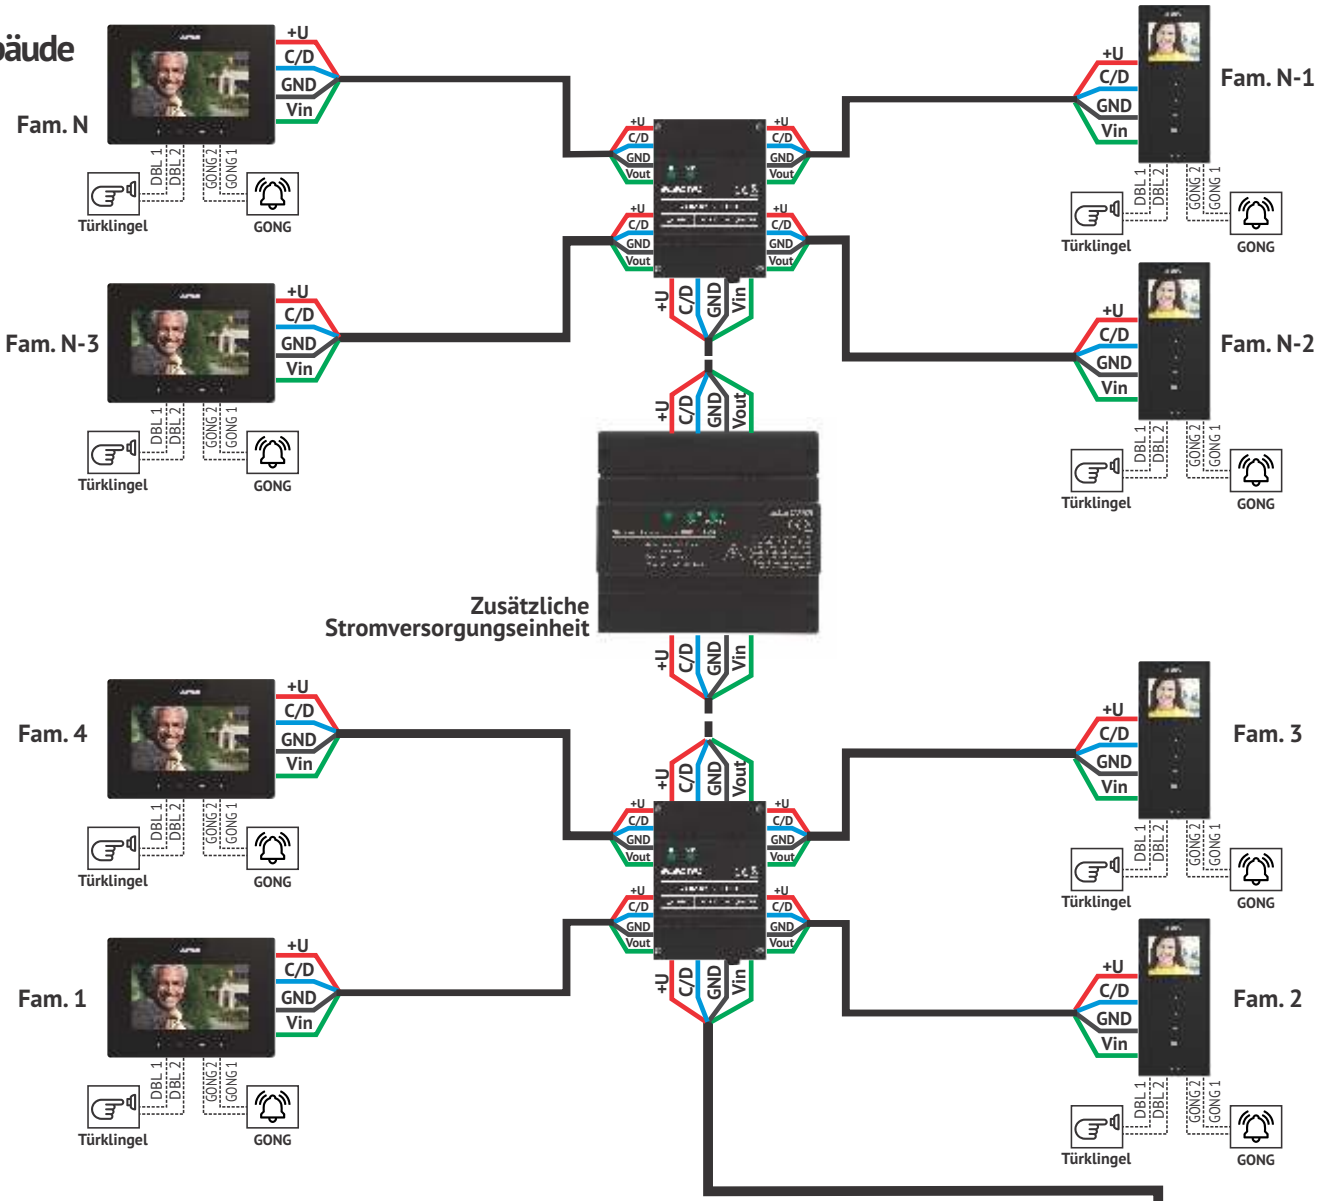 bäude
Fam. N
+U
C/D
GND
Vin
DBL 1
DBL 2
GONG 2
GONG 1
Türklingel
GONG
+U
C/D
GND
Vout
+U
C/D
GND
Vout
+U
C/D
GND
Vin
Fam. N-1
DBL 1
DBL 2
GONG 2
GONG 1
Türklingel
GONG
Fam. N-3
+U
C/D
GND
Vin
DBL 1
DBL 2
GONG 2
GONG 1
Türklingel
GONG
+U
C/D
GND
Vout
+U
C/D
GND
Vout
+U
C/D
GND
Vin
+U
C/D
GND
Vin
Fam. N-2
DBL 1
DBL 2
GONG 2
GONG 1
Türklingel
GONG
+U
C/D
GND
Vout
Zusätzliche
Stromversorgungseinheit
+U
C/D
GND
Vin
Fam. 4
+U
C/D
GND
Vin
DBL 1
DBL 2
GONG 2
GONG 1
Türklingel
GONG
+U
C/D
GND
Vout
+U
C/D
GND
Vout
+U
C/D
GND
Vout
+U
C/D
GND
Vin
Fam. 3
DBL 1
DBL 2
GONG 2
GONG 1
Türklingel
GONG
Fam. 1
+U
C/D
GND
Vin
DBL 1
DBL 2
GONG 2
GONG 1
Türklingel
GONG
+U
C/D
GND
Vout
+U
C/D
GND
Vout
+U
C/D
GND
Vin
+U
C/D
GND
Vin
Fam. 2
DBL 1
DBL 2
GONG 2
GONG 1
Türklingel
GONG